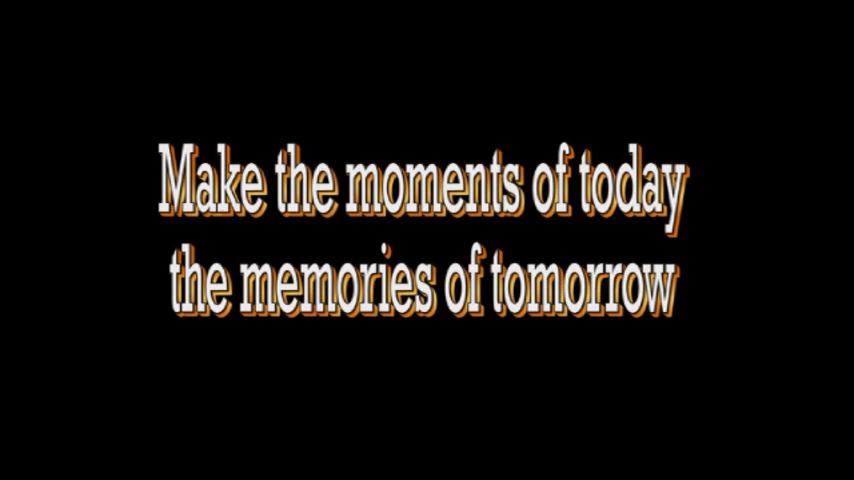 Make the moments of today
the memories of tomorrow